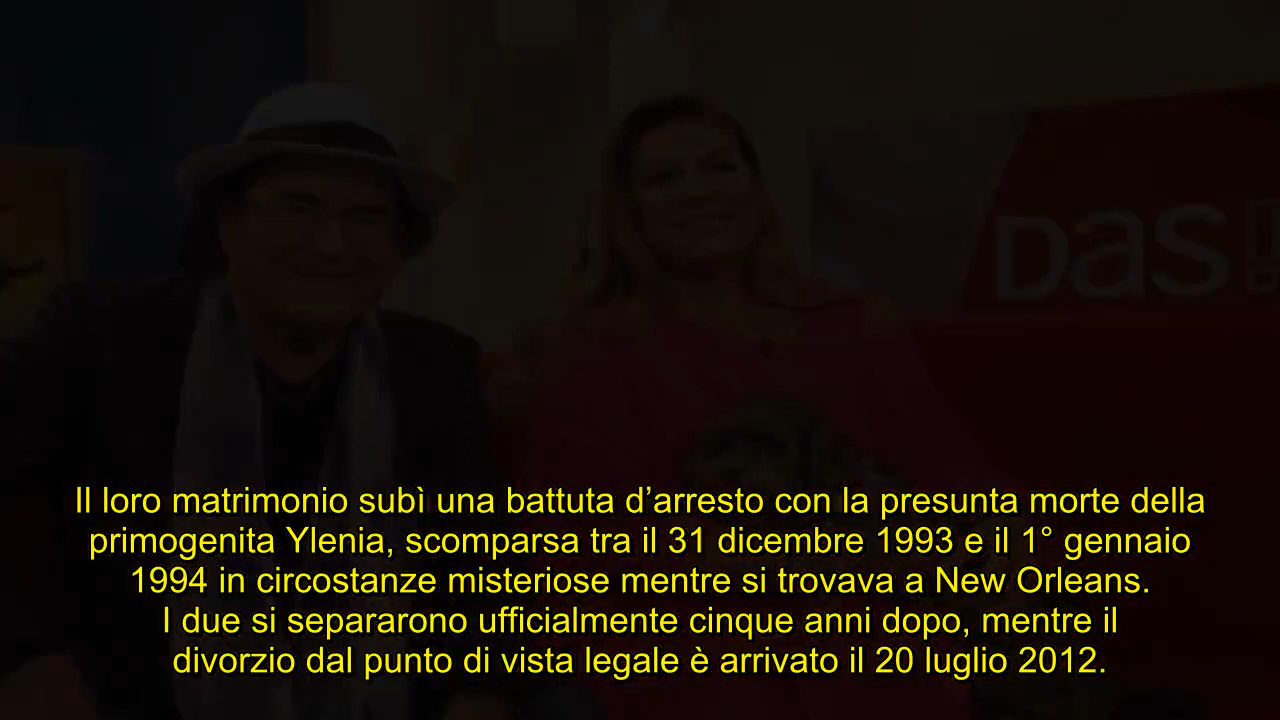 Das
Il loro matrimonio subì una battuta d’arresto con la presunta morte della
primogenita Ylenia, scomparsa tra il 31 dicembre 1993 e il 1° gennaio
1994 in circostanze misteriose mentre si trovava a New Orleans.
I due si separarono ufficialmente cinque anni dopo, mentre il
divorzio dal punto di vista legale è arrivato il 20 luglio 2012.